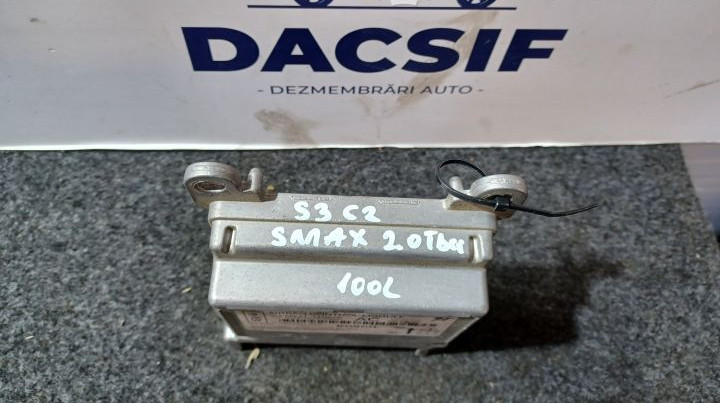 DACSIF
- DEZMEMBRĂRI AUTO -
S3 C2
SMAX 2.0TDCI
100L